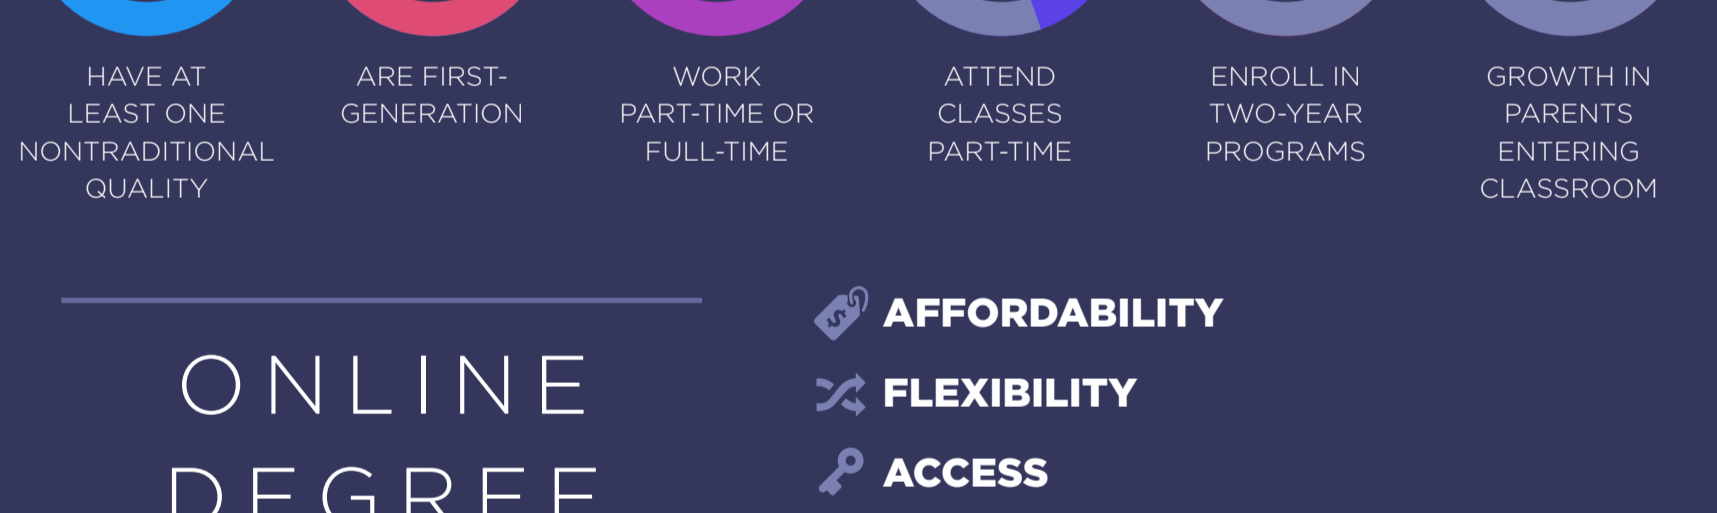 HAVE AT
LEAST ONE
NONTRADITIONAL
QUALITY
ARE FIRST-
GENERATION
WORK
PART-TIME OR
FULL-TIME
ATTEND
CLASSES
PART-TIME
ENROLL IN
TWO-YEAR
PROGRAMS
GROWTH IN
PARENTS
ENTERING
CLASSROOM
ONLINE
DEGREE
$ AFFORDABILITY
FLEXIBILITY
ACCESS